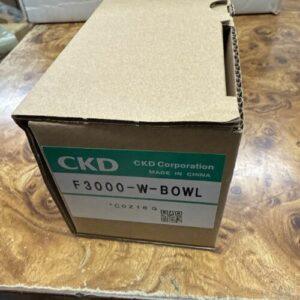 CKD
CKD Corporation
MADE IN CHINA
F3000-W-BOWL